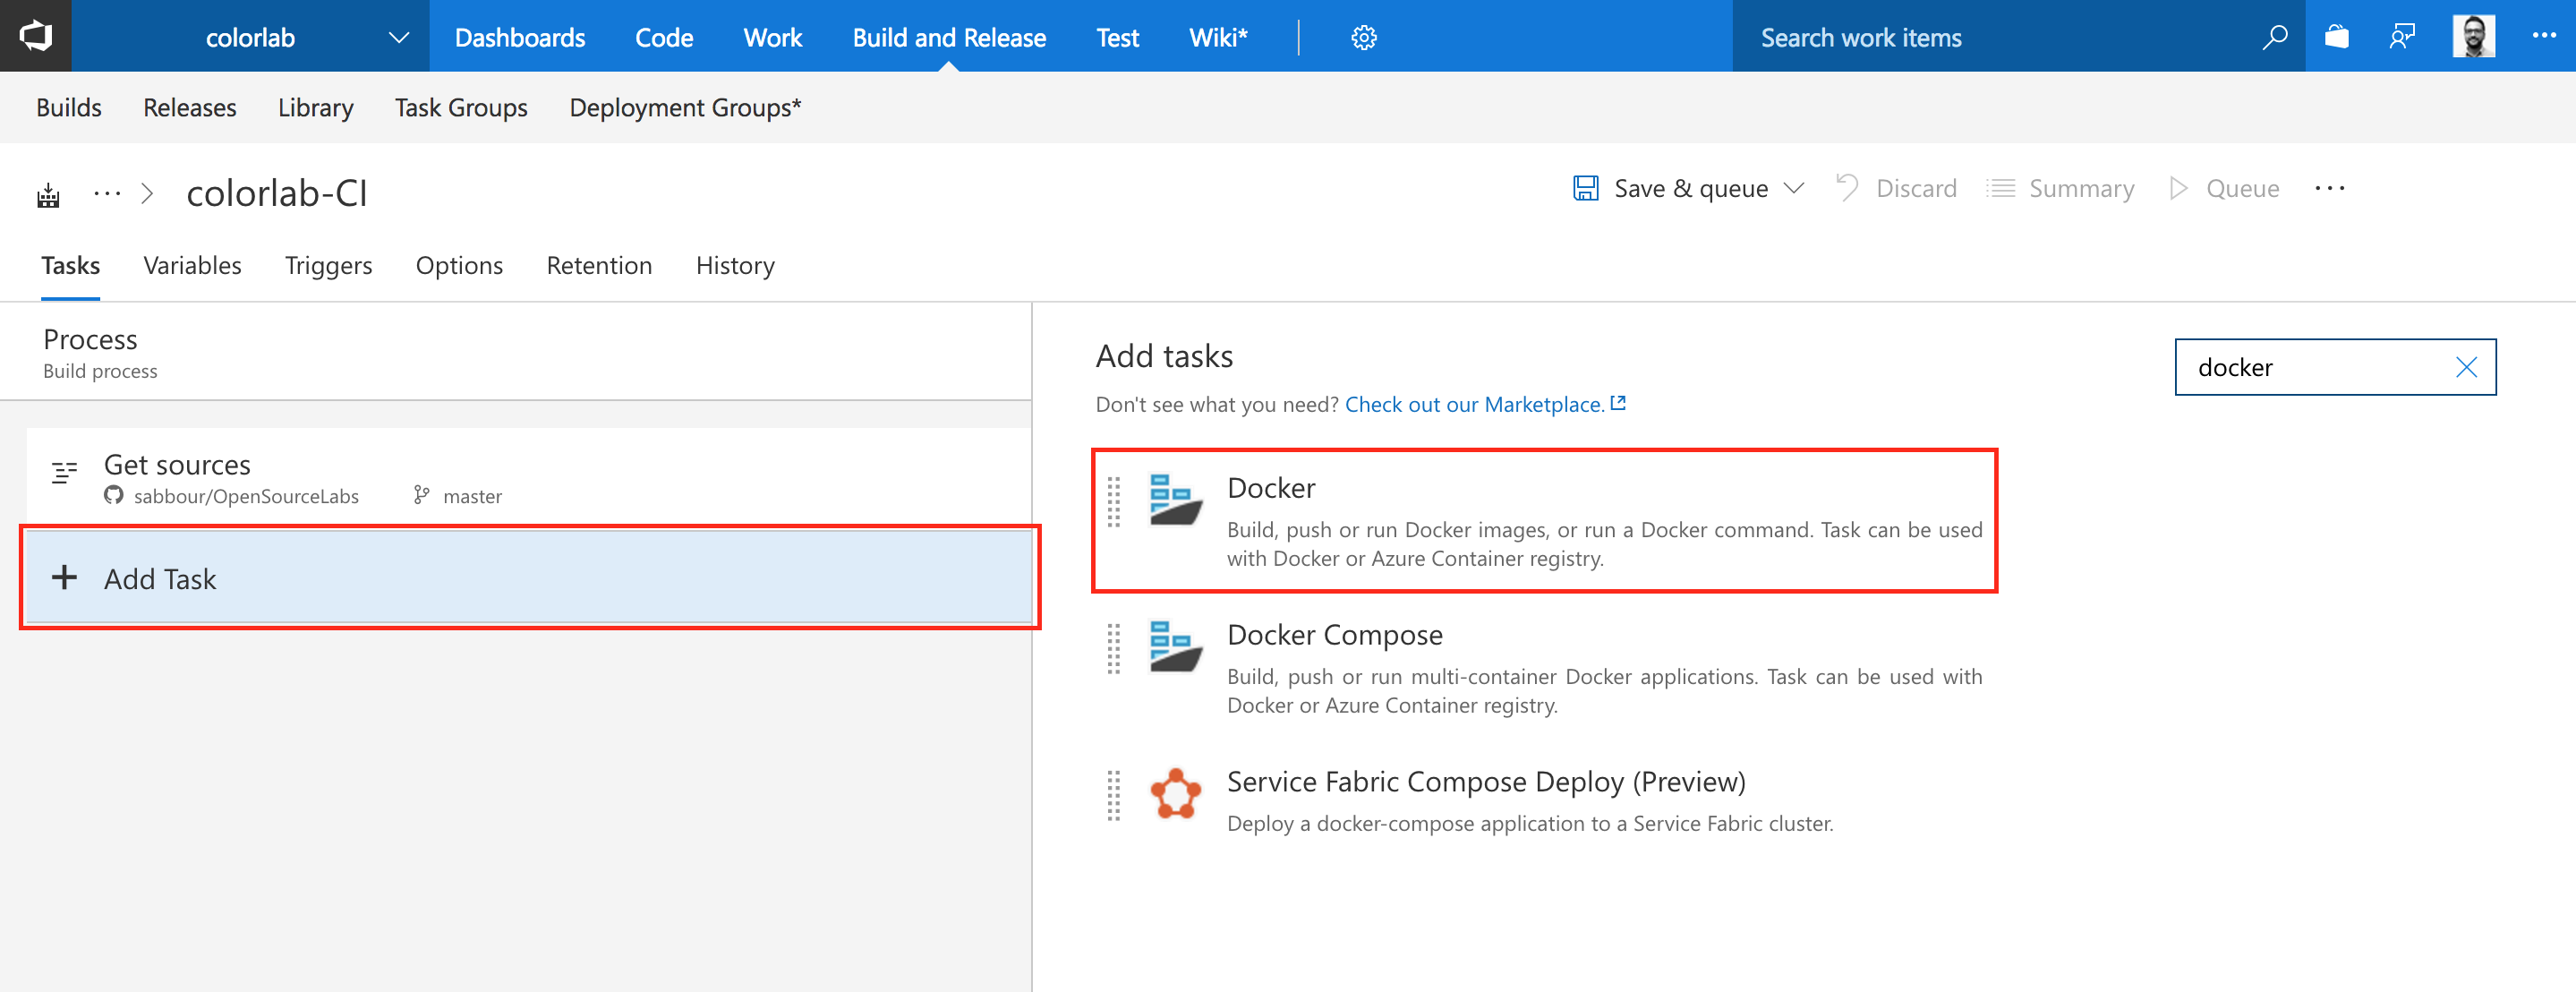 colorlab
Dashboards
Code
Work
Build and Release
Test
Wiki*
Search work items
Builds
Releases
Library
Task Groups
Deployment Groups*
colorlab-CI
Save & queue
Discard
Summary
Queue
Tasks
Variables
Triggers
Options
Retention
History
Process
Build process
Get sources
sabbour/OpenSourceLabs
master
Add Task
Add tasks
docker
Don't see what you need? Check out our Marketplace.
Docker
Build, push or run Docker images, or run a Docker command. Task can be used
with Docker or Azure Container registry.
Docker Compose
Build, push or run multi-container Docker applications. Task can be used with
Docker or Azure Container registry.
Service Fabric Compose Deploy (Preview)
Deploy a docker-compose application to a Service Fabric cluster.